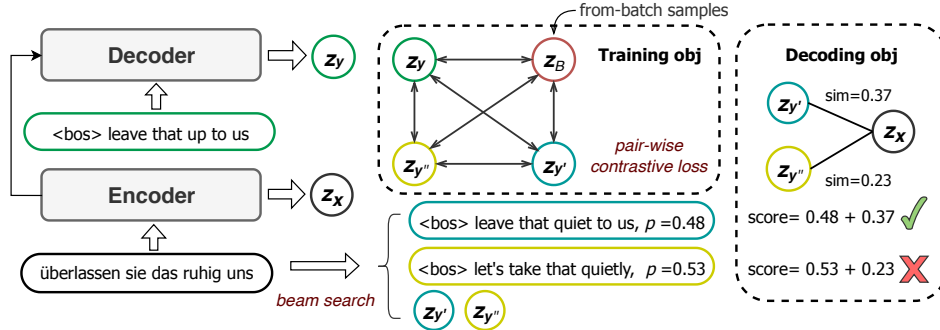 from-batch samples
Decoder
z_y
z_y
z_B
Training obj
Decoding obj
z_y'
sim=0.37
<bos> leave that up to us
z_x
z_y''
z_y'
pair-wise
contrastive loss
z_y''
sim=0.23
Encoder
z_x
<bos> leave that quiet to us, p =0.48
score= 0.48 + 0.37
überlassen sie das ruhig uns
<bos> let's take that quietly, p =0.53
score= 0.53 + 0.23
beam search
z_y'
z_y''